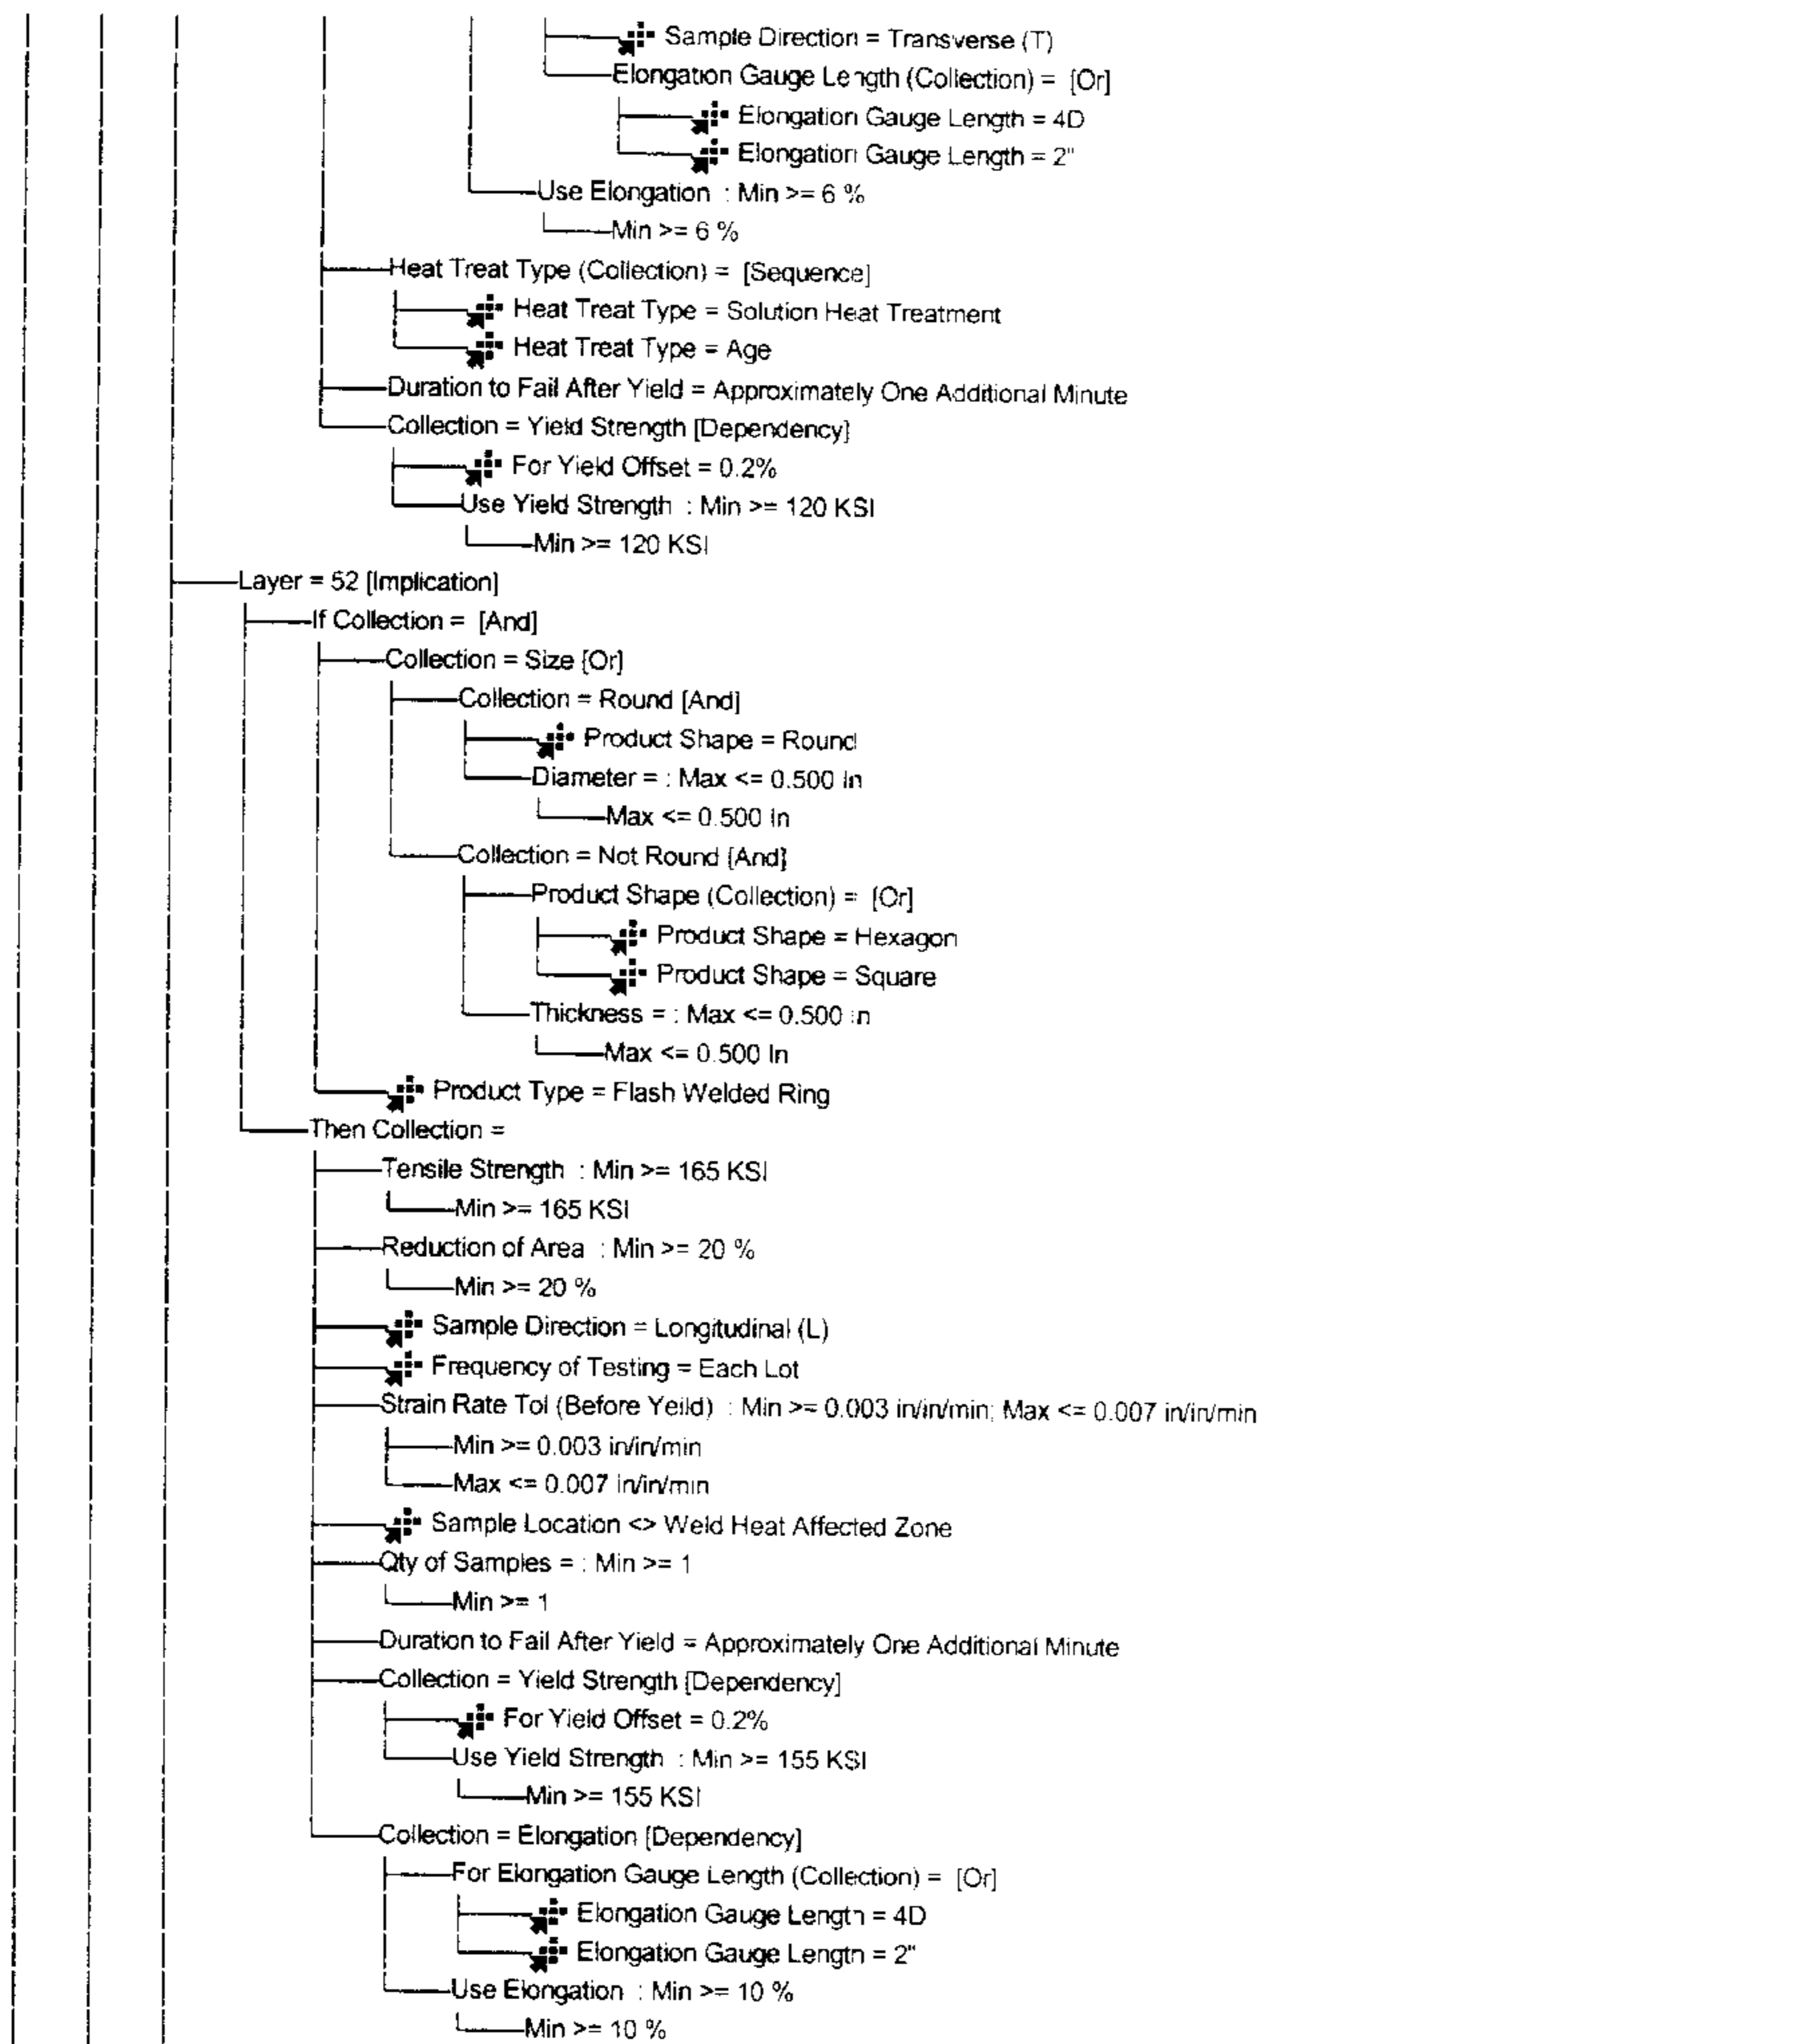 Sample Direction = Transverse (T)
Elongation Gauge Length (Collection) = [Or]
Elongation Gauge Length = 4D
Elongation Gauge Length = 2"
Use Elongation : Min >= 6 %
Min >= 6 %
Heat Treat Type (Collection) = [Sequence]
Heat Treat Type = Solution Heat Treatment
Heat Treat Type = Age
Duration to Fail After Yield = Approximately One Additional Minute
Collection = Yield Strength [Dependency]
For Yield Offset = 0.2%
Use Yield Strength : Min >= 120 KSI
Min >= 120 KSI
Layer = 52 [Implication]
If Collection = [And]
Collection = Size [Or]
Collection = Round [And]
Product Shape = Round
Diameter = : Max <= 0.500 In
Max <= 0.500 In
Collection = Not Round [And]
Product Shape (Collection) = [Or]
Product Shape = Hexagon
Product Shape = Square
Thickness = : Max <= 0.500 In
Max <= 0.500 In
Product Type = Flash Welded Ring
Then Collection =
Tensile Strength : Min >= 165 KSI
Min >= 165 KSI
Reduction of Area : Min >= 20 %
Min >= 20 %
Sample Direction = Longitudinal (L)
Frequency of Testing = Each Lot
Strain Rate Tol (Before Yeild) : Min >= 0.003 in/in/min; Max <= 0.007 in/in/min
Min >= 0.003 in/in/min
Max <= 0.007 in/in/min
Sample Location <> Weld Heat Affected Zone
Qty of Samples = : Min >= 1
Min >= 1
Duration to Fail After Yield = Approximately One Additional Minute
Collection = Yield Strength [Dependency]
For Yield Offset = 0.2%
Use Yield Strength : Min >= 155 KSI
Min >= 155 KSI
Collection = Elongation [Dependency]
For Elongation Gauge Length (Collection) = [Or]
Elongation Gauge Length = 4D
Elongation Gauge Length = 2"
Use Elongation : Min >= 10 %
Min >= 10 %